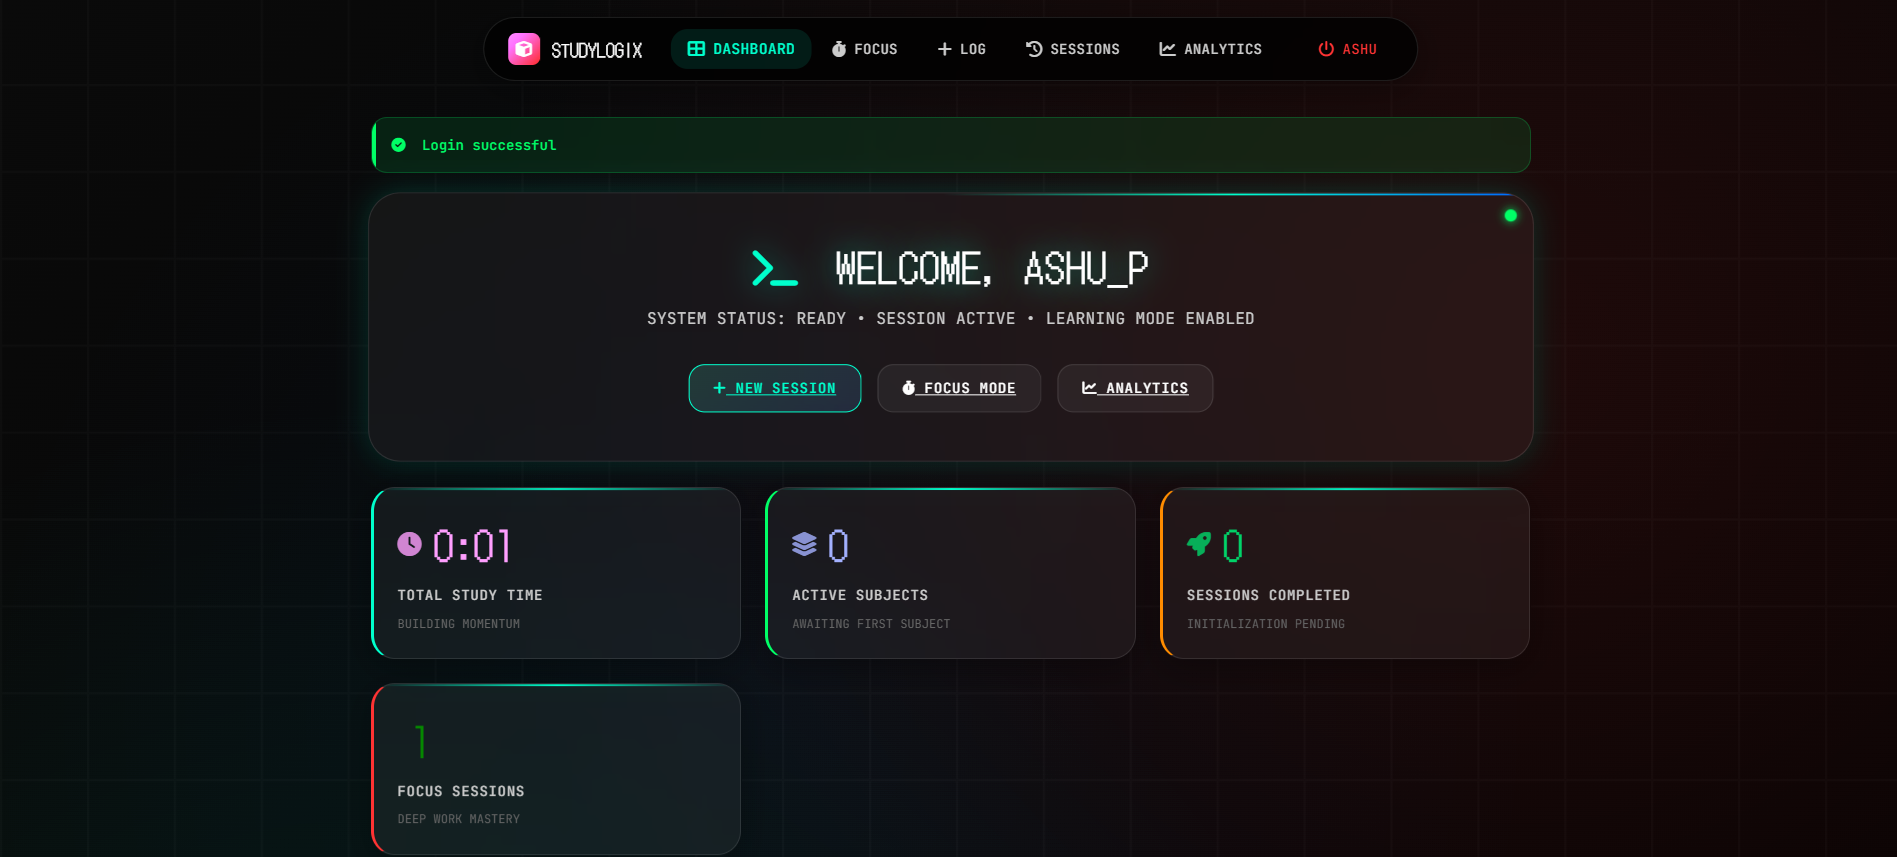 STUDYLOGIX DASHBOARD FOCUS LOG SESSIONS ANALYTICS ASHU
Login successful
WELCOME, ASHU_P
SYSTEM STATUS: READY • SESSION ACTIVE • LEARNING MODE ENABLED
NEW SESSION FOCUS MODE ANALYTICS
0:01 0 0
TOTAL STUDY TIME ACTIVE SUBJECTS SESSIONS COMPLETED
BUILDING MOMENTUM AWAITING FIRST SUBJECT INITIALIZATION PENDING
1
FOCUS SESSIONS
DEEP WORK MASTERY